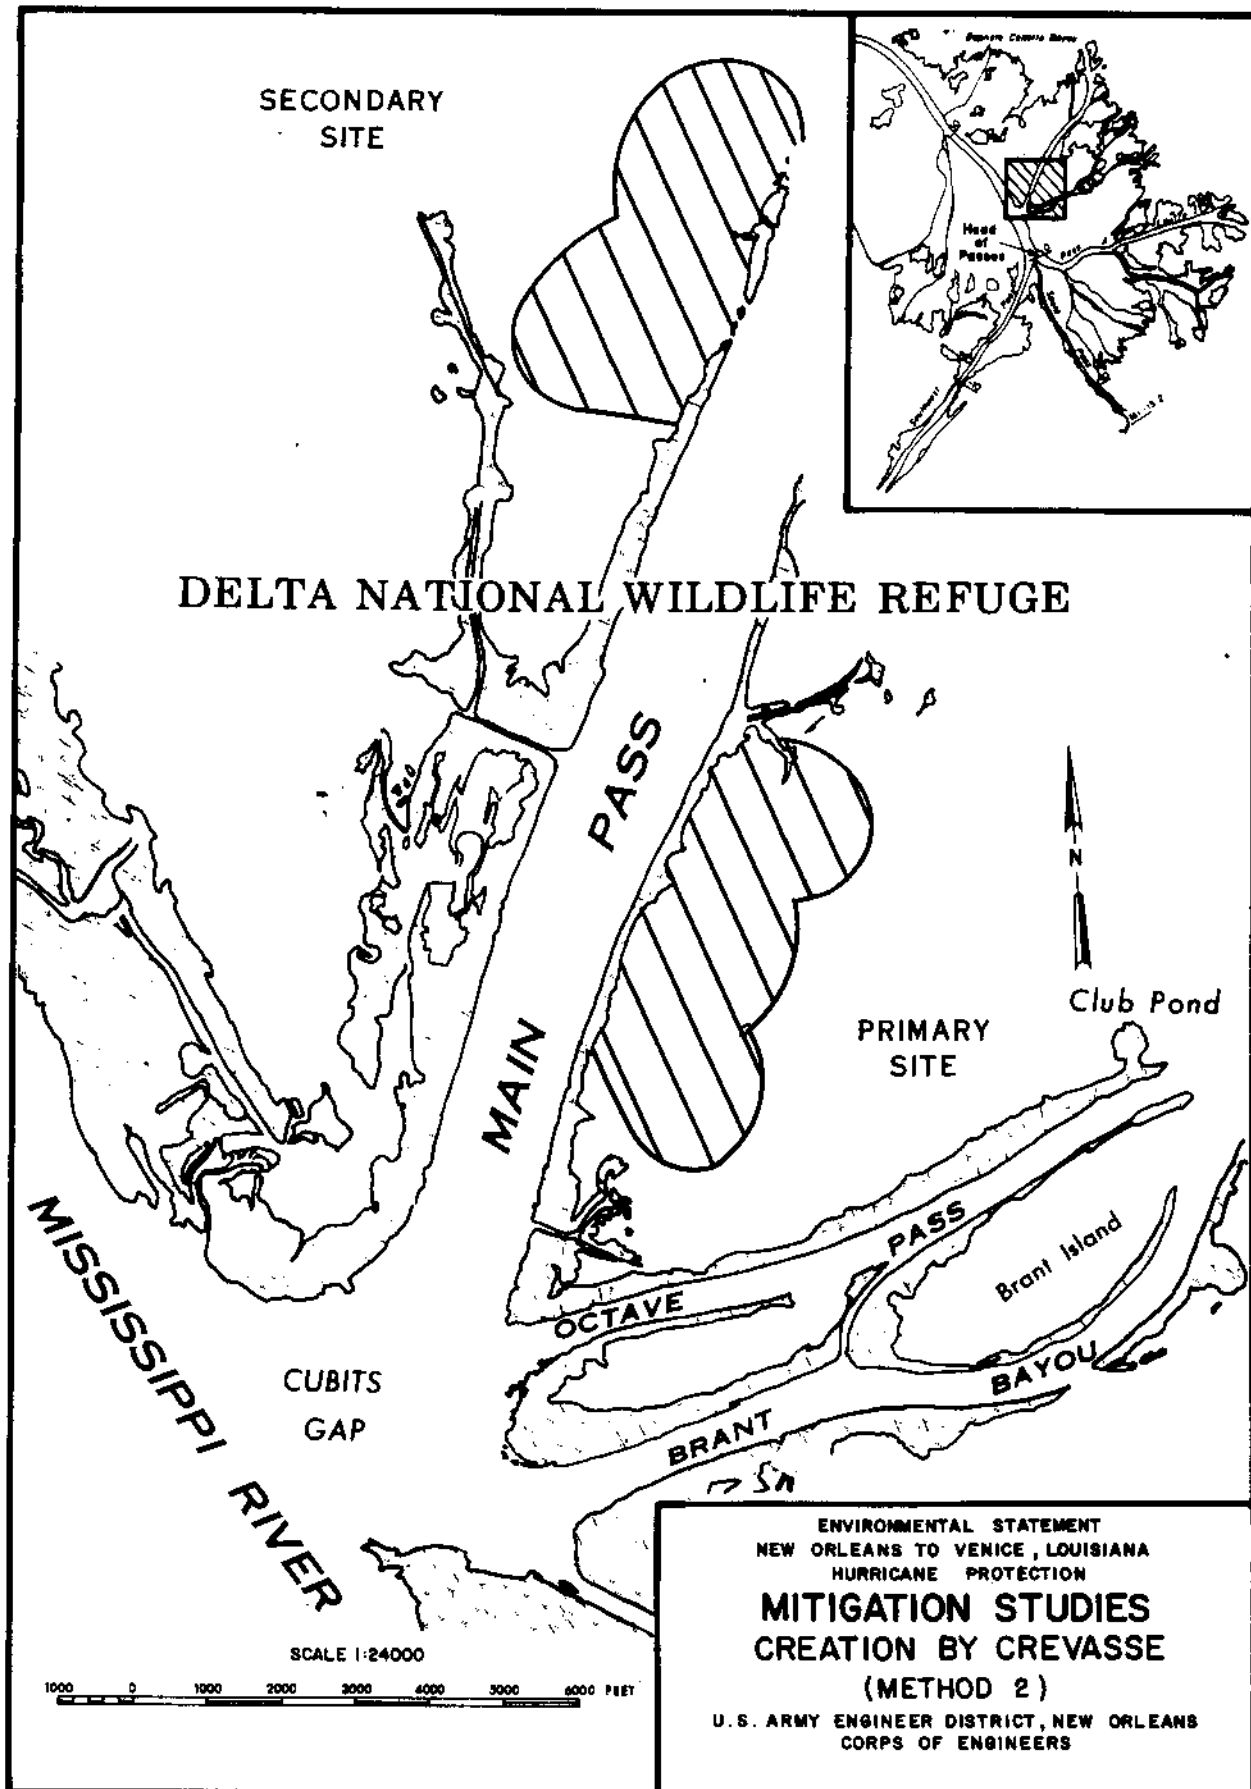 SECONDARY
SITE
Head
of
Passes
DELTA NATIONAL WILDLIFE REFUGE
MAIN PASS
N
Club Pond
PRIMARY
SITE
OCTAVE PASS
Brant Island
BRANT BAYOU
MISSISSIPPI RIVER
CUBITS
GAP
SCALE 1:24000
1000 0 1000 2000 3000 4000 5000 6000 FEET
ENVIRONMENTAL STATEMENT
NEW ORLEANS TO VENICE, LOUISIANA
HURRICANE PROTECTION
MITIGATION STUDIES
CREATION BY CREVASSE
(METHOD 2)
U.S. ARMY ENGINEER DISTRICT, NEW ORLEANS
CORPS OF ENGINEERS